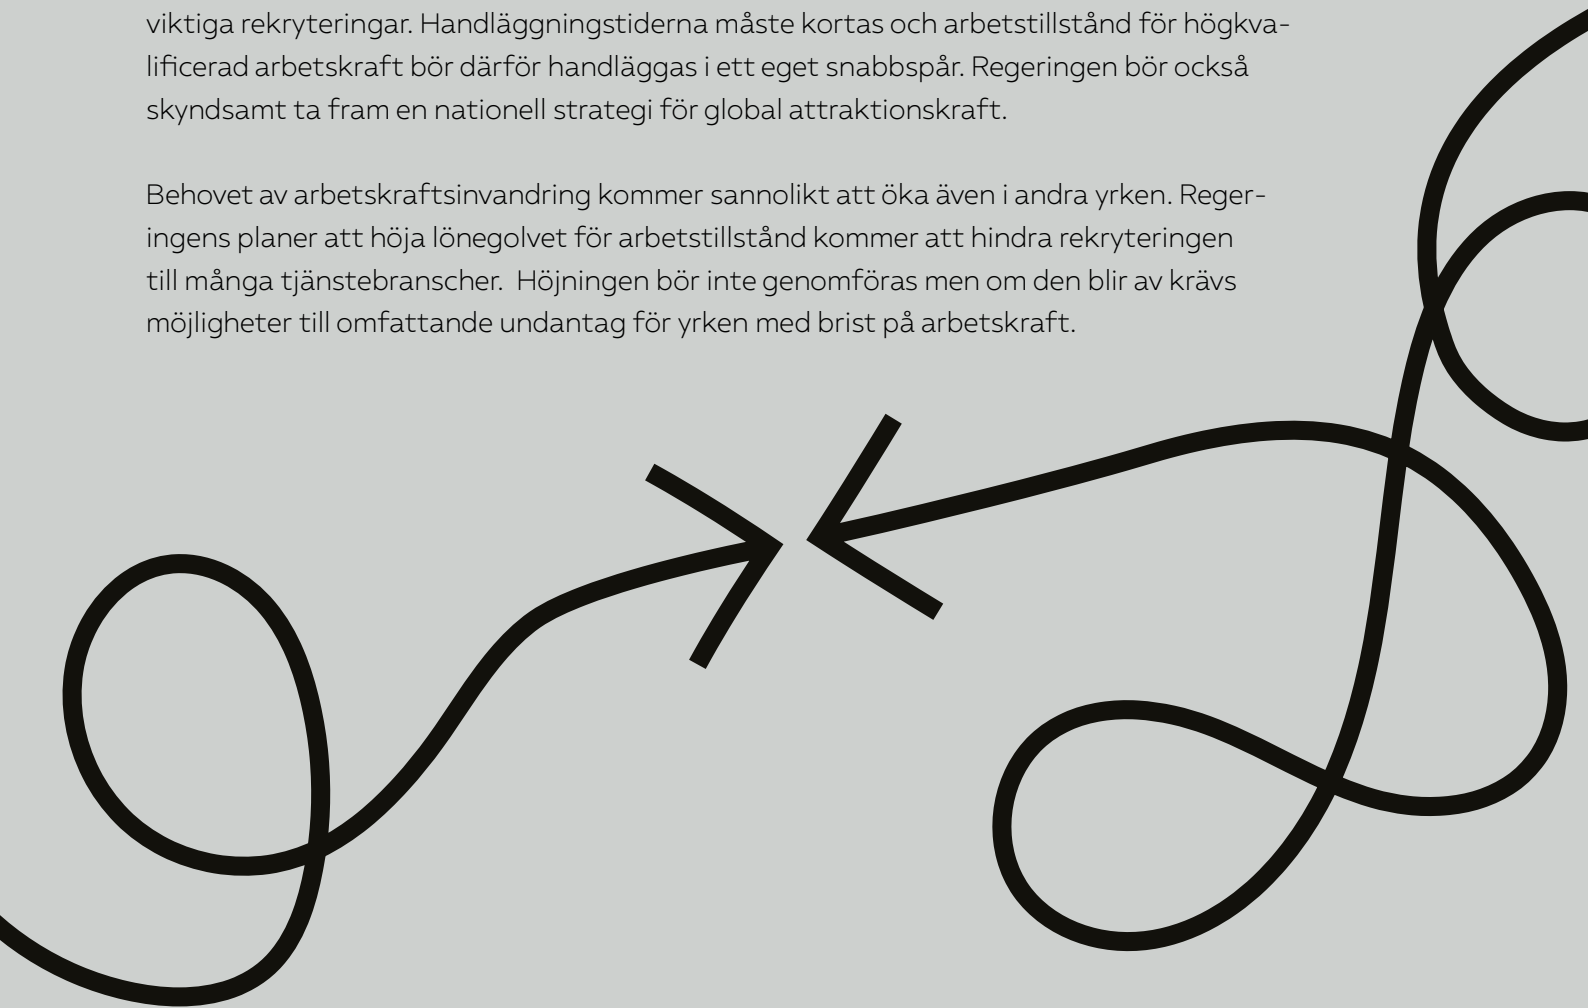 viktiga rekryteringar. Handläggningstiderna måste kortas och arbetstillstånd för högkva-
lificerad arbetskraft bör därför handläggas i ett eget snabbspår. Regeringen bör också
skyndsamt ta fram en nationell strategi för global attraktionskraft.
Behovet av arbetskraftsinvandring kommer sannolikt att öka även i andra yrken. Reger-
ingens planer att höja lönegolvet för arbetstillstånd kommer att hindra rekryteringen
till många tjänstebranscher.  Höjningen bör inte genomföras men om den blir av krävs
möjligheter till omfattande undantag för yrken med brist på arbetskraft.